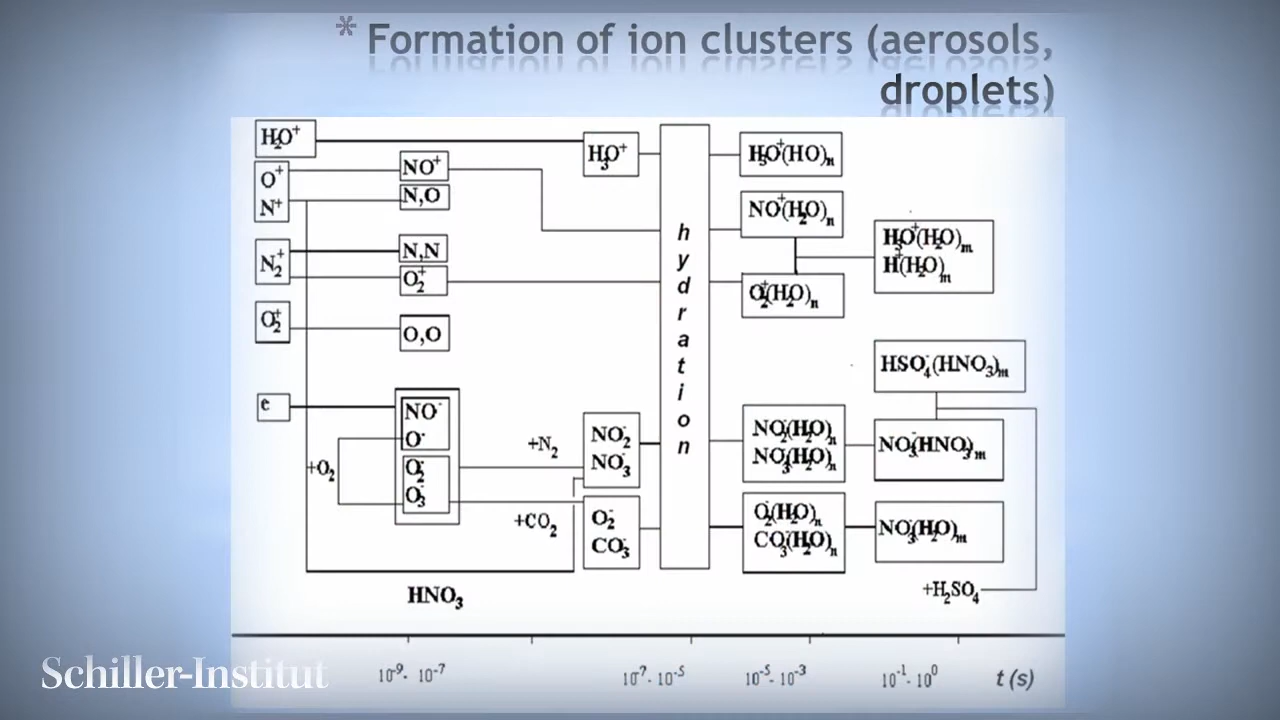 * Formation of ion clusters (aerosols,
droplets)
H₂O⁺
O⁺
N⁺
N₂⁺
O₂⁺
e
NO⁺
N,O
N,N
O₂⁺
O,O
NO⁻
O⁻
O₂⁻
O₃⁻
+O₂
HNO₃
+N₂
+CO₂
H₃O⁺
NO₂⁻
NO₃⁻
O₂⁻
CO₃⁻
hydration
H₃O⁺(HO)ₙ
NO⁺(H₂O)ₙ
O₂⁺(H₂O)ₙ
NO₂⁻(H₂O)ₙ
NO₃⁻(H₂O)ₙ
O₂⁻(H₂O)ₙ
CO₃⁻(H₂O)ₙ
H₃O⁺(H₂O)ₘ
H⁺(H₂O)ₘ
HSO₄⁻(HNO₃)ₘ
NO₃⁻(HNO₃)ₘ
NO₃⁻(H₂O)ₘ
+H₂SO₄
10⁻⁹- 10⁻⁷
10⁻⁷- 10⁻⁵
10⁻⁵- 10⁻³
10⁻¹- 10⁰
t (s)
Schiller-Institut